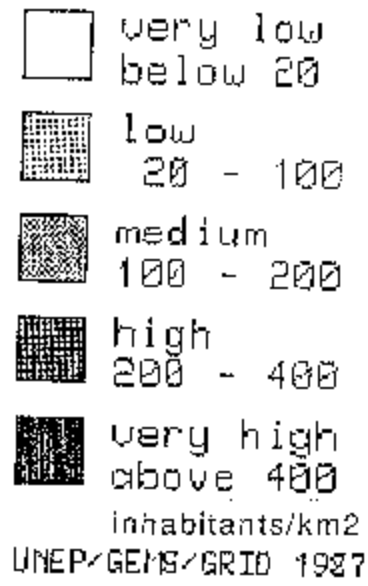 very low
below 20
low
20 - 100
medium
100 - 200
high
200 - 400
very high
above 400
inhabitants/km2
UNEP/GEMS/GRID 1987